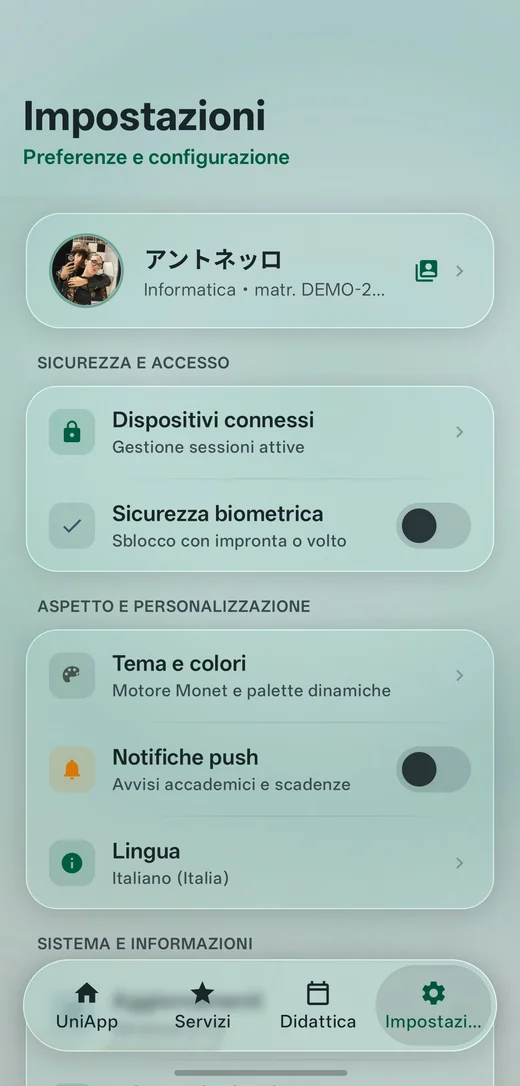 Impostazioni
Preferenze e configurazione
アントネッロ
Informatica • matr. DEMO-2...
SICUREZZA E ACCESSO
Dispositivi connessi
Gestione sessioni attive
Sicurezza biometrica
Sblocco con impronta o volto
ASPETTO E PERSONALIZZAZIONE
Tema e colori
Motore Monet e palette dinamiche
Notifiche push
Avvisi accademici e scadenze
Lingua
Italiano (Italia)
SISTEMA E INFORMAZIONI
UniApp
Servizi
Didattica
Impostazi...